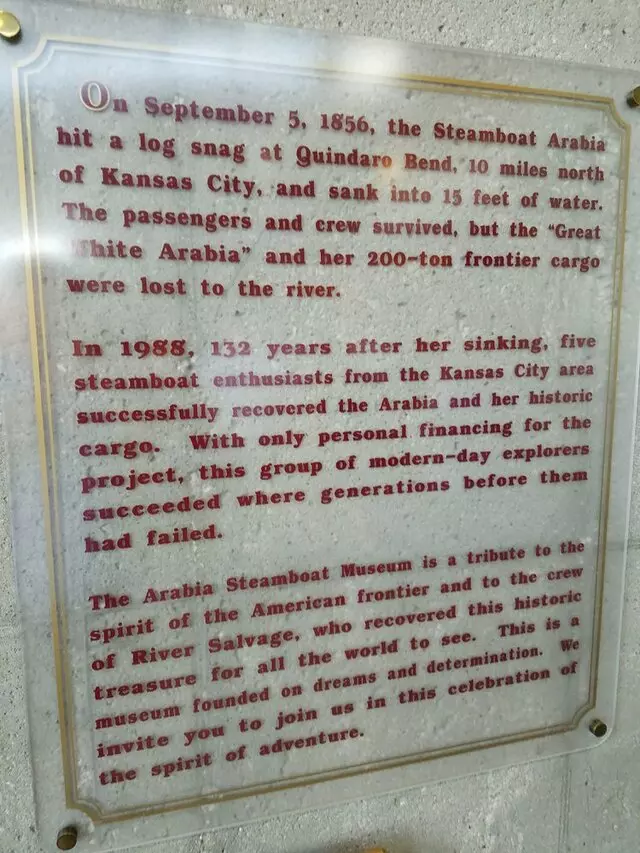 On September 5, 1856, the Steamboat Arabia
hit a log snag at Quindaro Bend, 10 miles north
of Kansas City, and sank into 15 feet of water.
The passengers and crew survived, but the "Great
White Arabia" and her 200-ton frontier cargo
were lost to the river.
In 1988, 132 years after her sinking, five
steamboat enthusiasts from the Kansas City area
successfully recovered the Arabia and her historic
cargo. With only personal financing for the
project, this group of modern-day explorers
succeeded where generations before them
had failed.
The Arabia Steamboat Museum is a tribute to the
spirit of the American frontier and to the crew
of River Salvage, who recovered this historic
treasure for all the world to see. This is a
museum founded on dreams and determination. We
invite you to join us in this celebration of
the spirit of adventure.